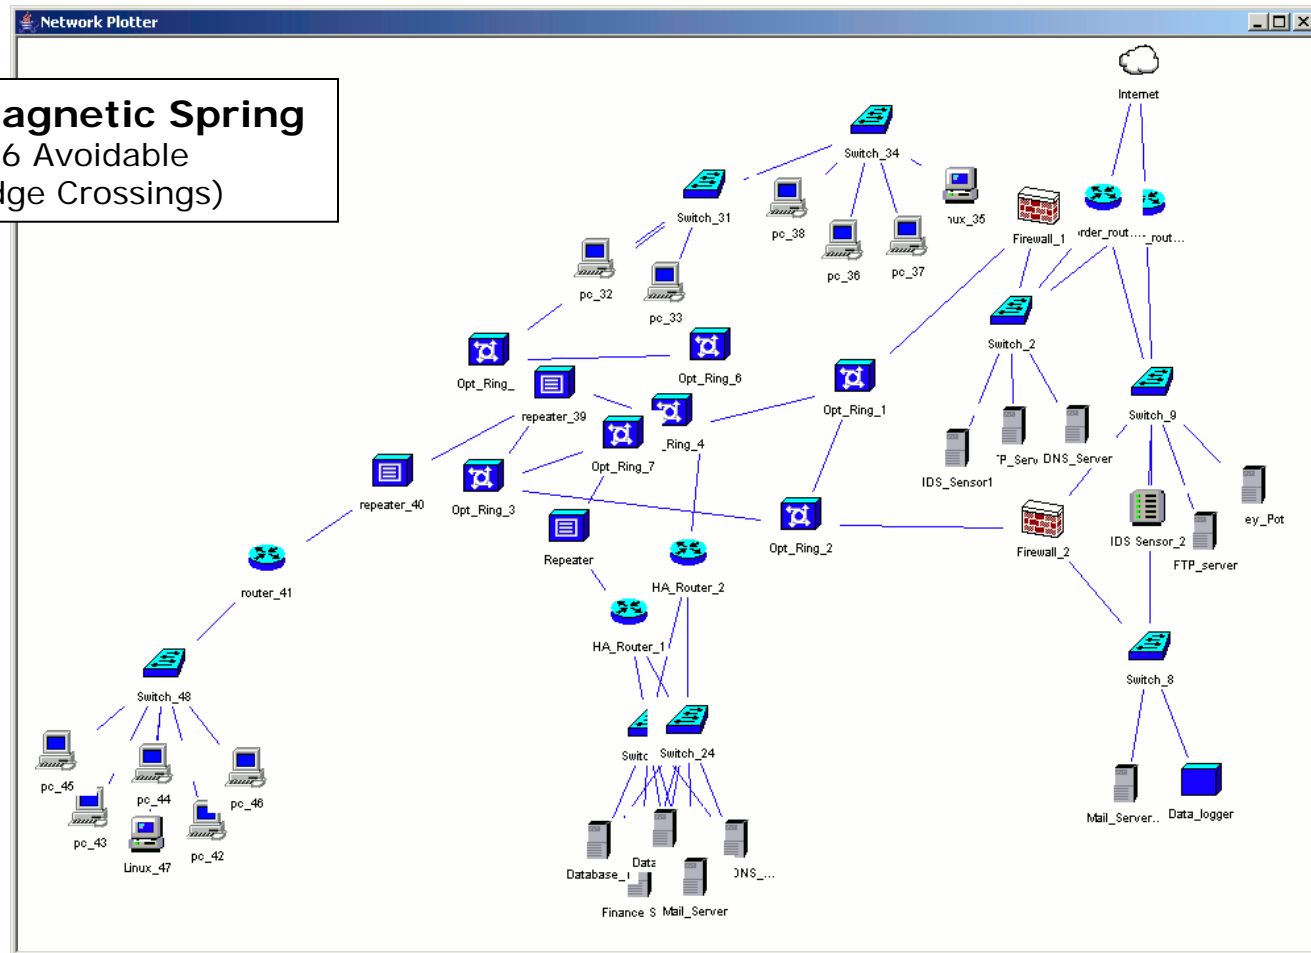 Network Plotter
agnetic Spring
6 Avoidable
dge Crossings)
Internet
Switch_34
Switch_31
pc_38
nux_35
Firewall_1
rder_rout...
_rout...
pc_36
pc_37
pc_32
pc_33
Switch_2
Opt_Ring_
Opt_Ring_6
repeater_39
Opt_Ring_1
Switch_9
_Ring_4
Opt_Ring_7
IDS_Sensor1
DNS_Server
repeater_40
Opt_Ring_3
Opt_Ring_2
Firewall_2
IDS Sensor_2
ey_Pot
FTP_server
Repeater
router_41
HA_Router_2
HA_Router_1
Switch_48
Switch_8
Switc
Switch_24
pc_45
pc_44
pc_46
pc_43
pc_42
Linux_47
Mail_Server..
Data_logger
Data
Database_
NS_...
Finance S
Mail_Server